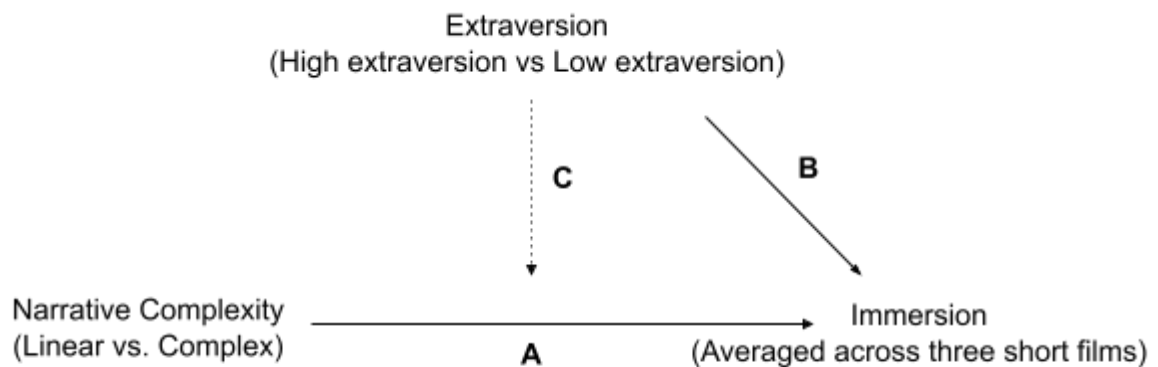 Extraversion
(High extraversion vs Low extraversion)
C
B
Narrative Complexity
(Linear vs. Complex)
A
Immersion
(Averaged across three short films)